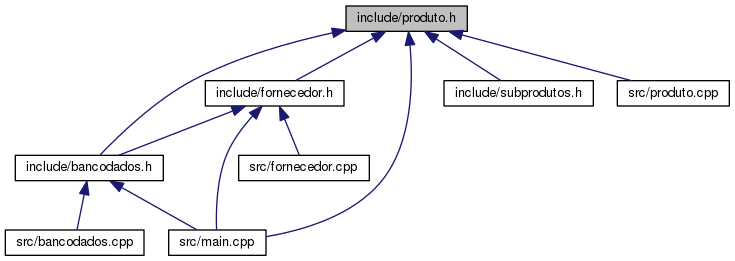 include/produto.h
include/fornecedor.h
include/subprodutos.h
src/produto.cpp
include/bancodados.h
src/fornecedor.cpp
src/bancodados.cpp
src/main.cpp